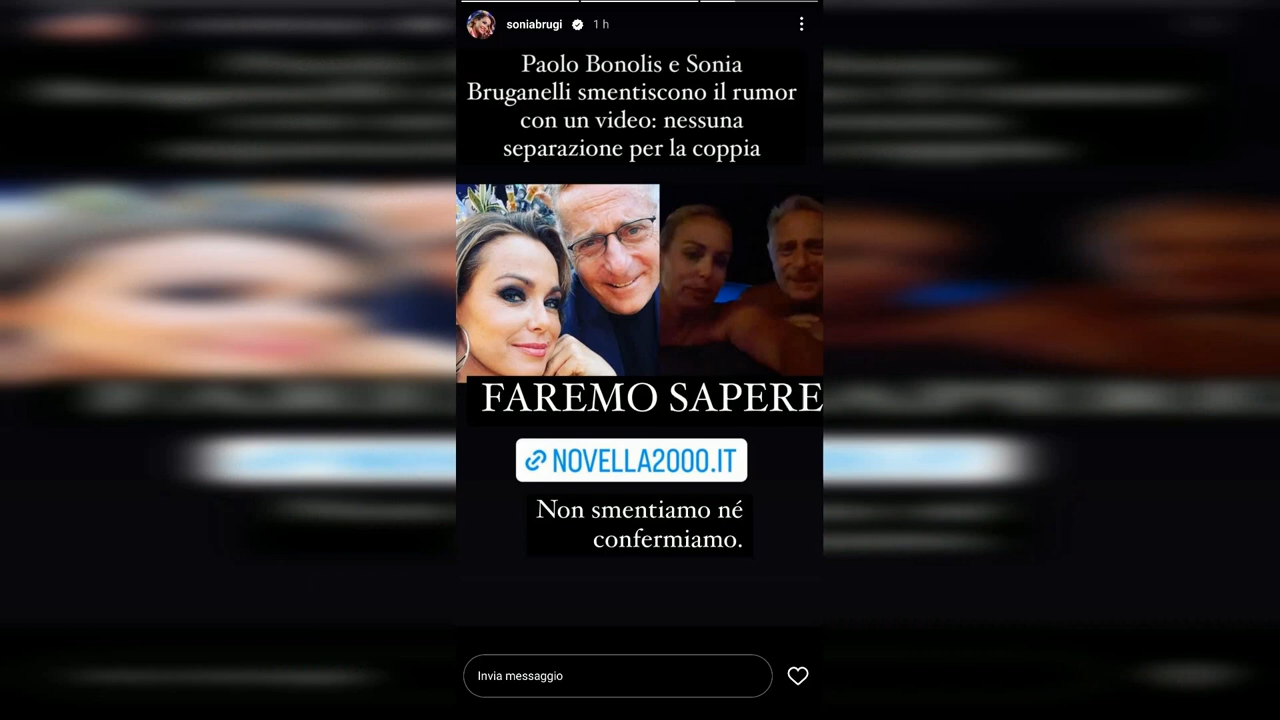 soniabrugi 1 h
Paolo Bonolis e Sonia
Bruganelli smentiscono il rumor
con un video: nessuna
separazione per la coppia
FAREMO SAPERE
NOVELLA2000.IT
Non smentiamo né
confermiamo.
Invia messaggio